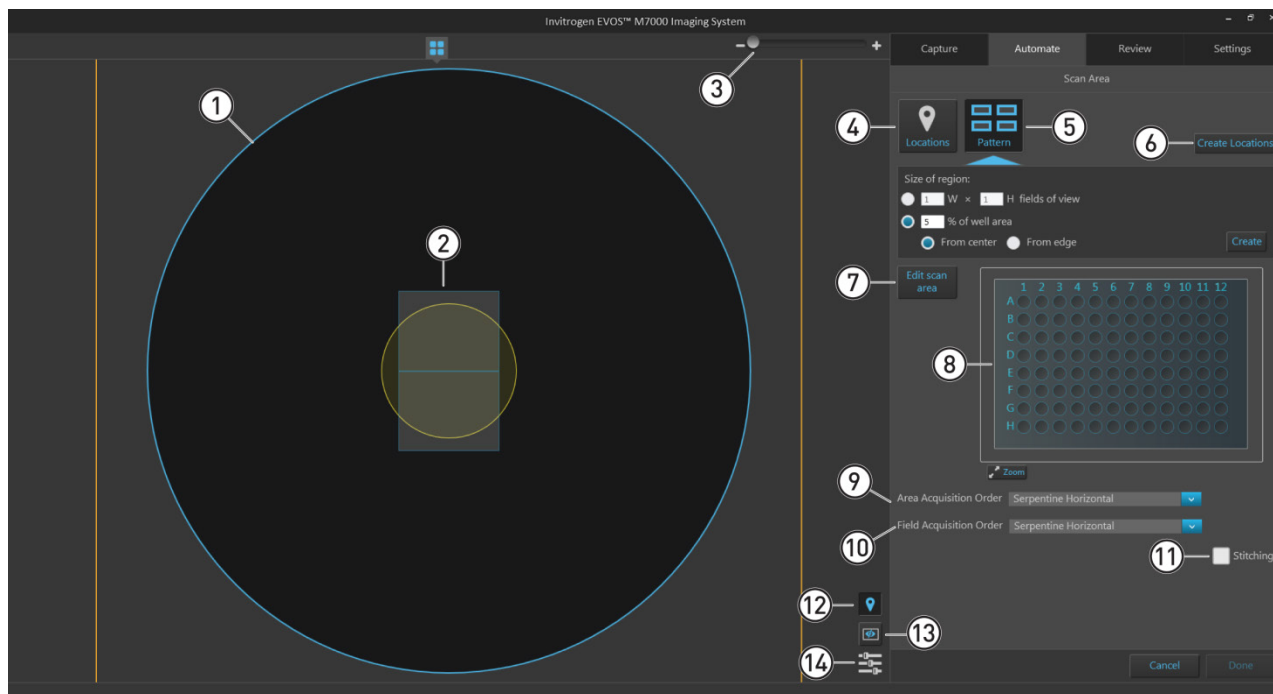 Invitrogen EVOS™ M7000 Imaging System
Capture Automate Review Settings
Scan Area
1
2
3
4
Locations
Pattern
5
6
Create Locations
Size of region:
1 W × 1 H fields of view
5 % of well area
From center From edge
Create
7
Edit scan
area
8
1 2 3 4 5 6 7 8 9 10 11 12
A
B
C
D
E
F
G
H
Zoom
9
Area Acquisition Order Serpentine Horizontal
10
Field Acquisition Order Serpentine Horizontal
11
Stitching
12
13
14
Cancel Done